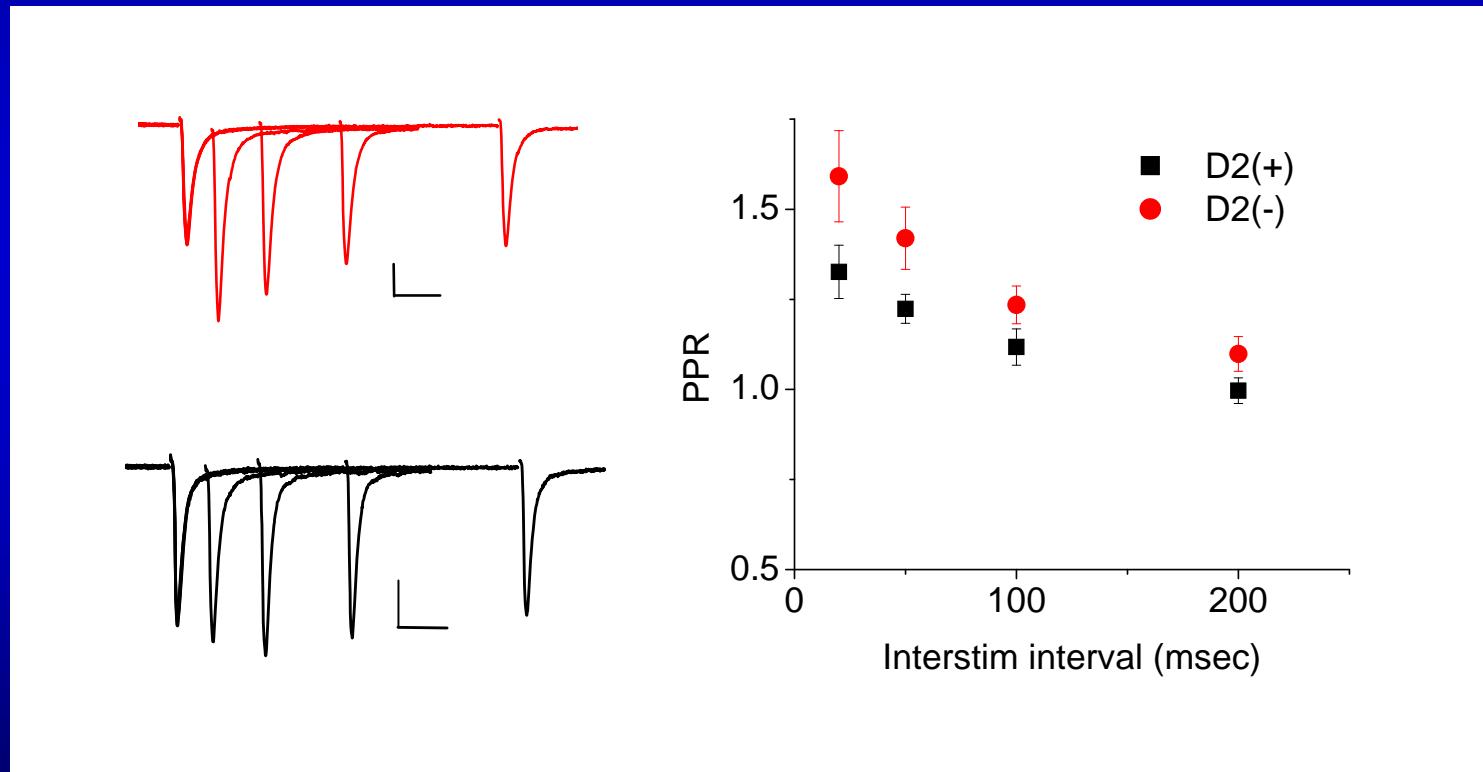 D2(+)
D2(-)
1.5
1.0
0.5
PPR
0 100 200
Interstim interval (msec)